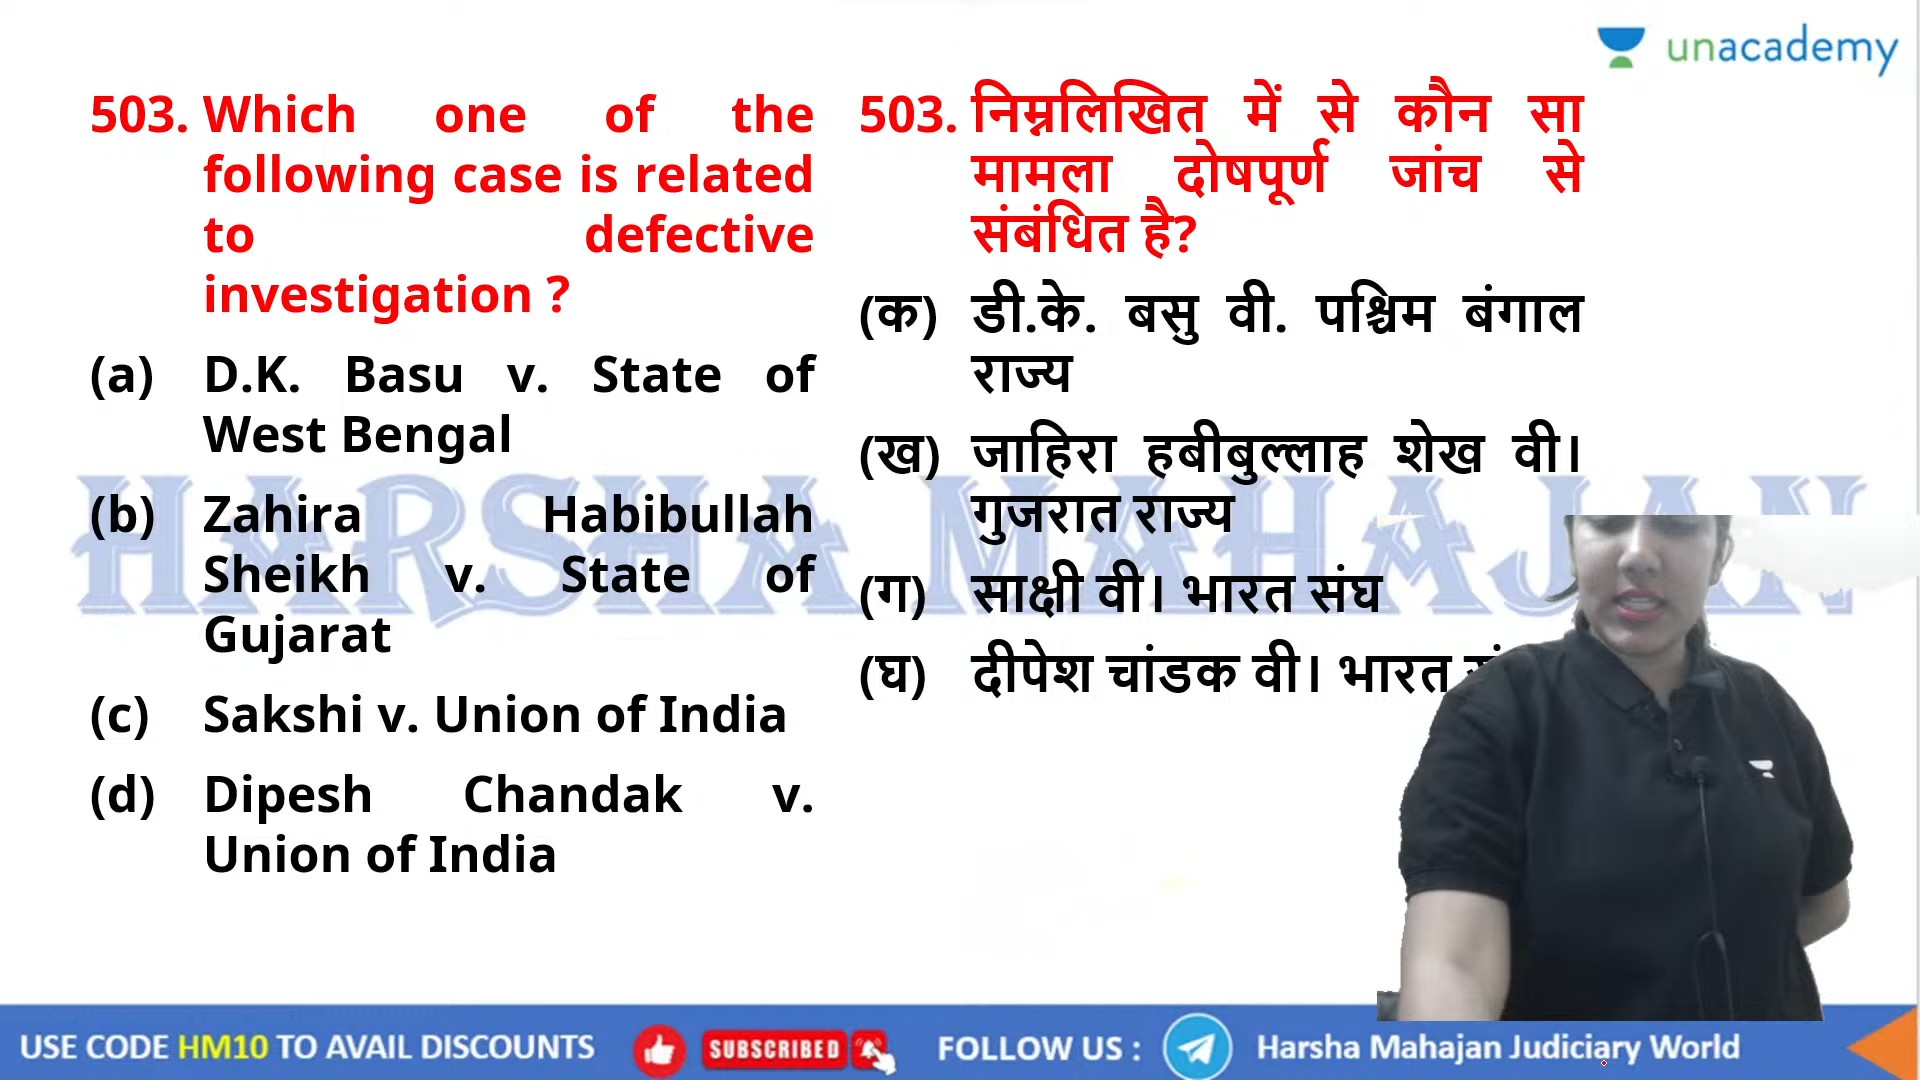 unacademy
503. Which one of the
following case is related
to defective
investigation ?
(a) D.K. Basu v. State of
West Bengal
(b) Zahira Habibullah
Sheikh v. State of
Gujarat
(c) Sakshi v. Union of India
(d) Dipesh Chandak v.
Union of India
503. निम्नलिखित में से कौन सा
मामला दोषपूर्ण जांच से
संबंधित है?
(क) डी.के. बसु वी. पश्चिम बंगाल
राज्य
(ख) जाहिरा हबीबुल्लाह शेख वी।
गुजरात राज्य
(ग) साक्षी वी। भारत संघ
(घ) दीपेश चांडक वी। भारत
HARSHA MAHAJAN
USE CODE HM10 TO AVAIL DISCOUNTS
SUBSCRIBED
FOLLOW US :
Harsha Mahajan Judiciary World